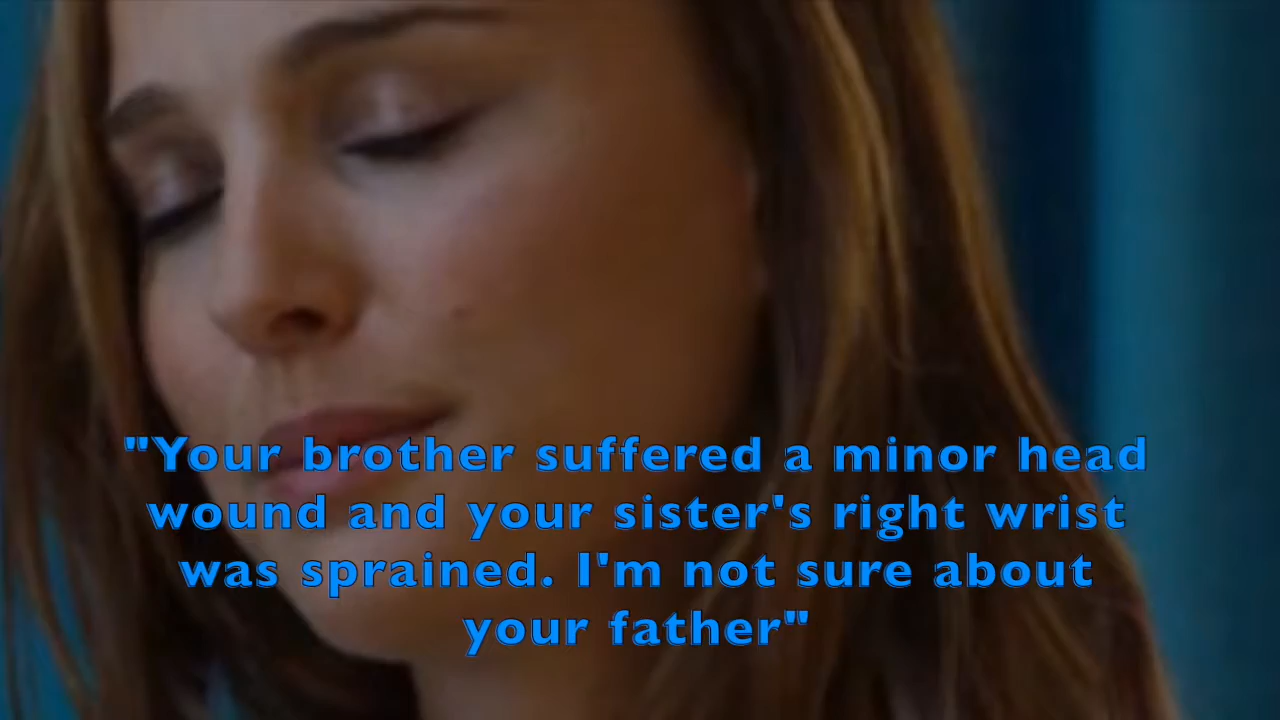 "Your brother suffered a minor head
wound and your sister's right wrist
was sprained. I'm not sure about
your father"